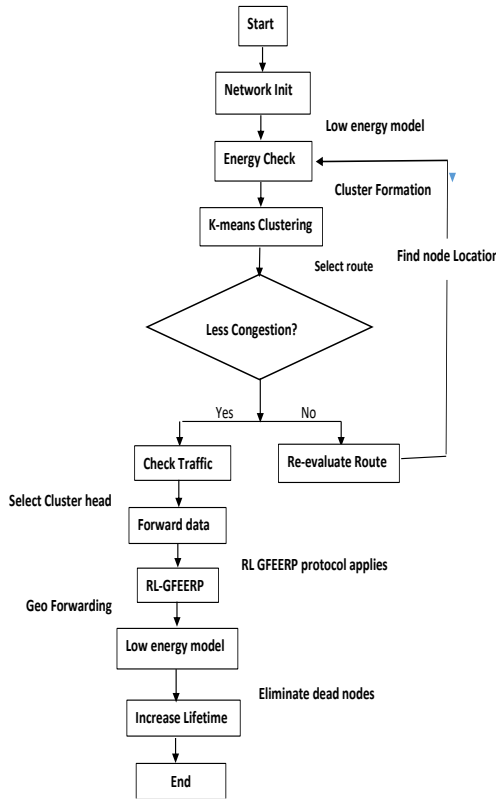 Start
Network Init
Low energy model
Energy Check
Cluster Formation
K-means Clustering
Find node Location
Select route
Less Congestion?
Yes
No
Check Traffic
Re-evaluate Route
Select Cluster head
Forward data
RL GFEERP protocol applies
RL-GFEERP
Geo Forwarding
Low energy model
Eliminate dead nodes
Increase Lifetime
End